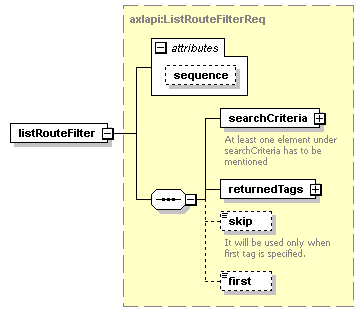 axlapi:ListRouteFilterReq
attributes
sequence
listRouteFilter
searchCriteria
At least one element under
searchCriteria has to be
mentioned
returnedTags
skip
It will be used only when
first tag is specified.
first